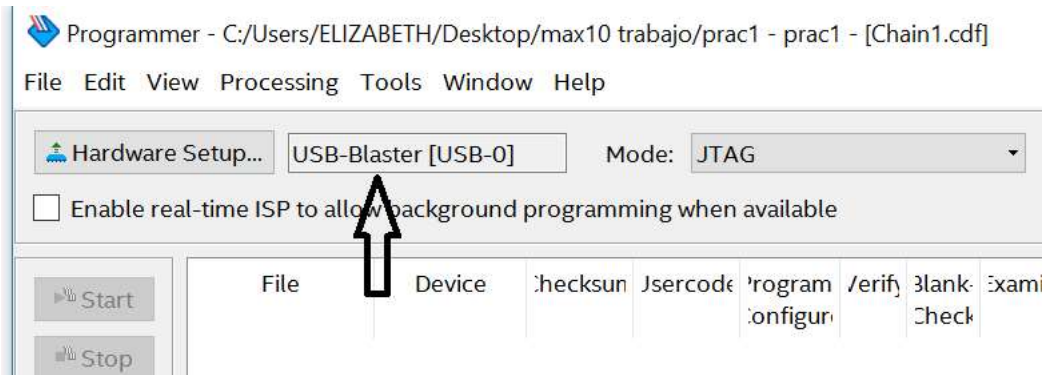 Programmer - C:/Users/ELIZABETH/Desktop/max10 trabajo/prac1 - prac1 - [Chain1.cdf]
File Edit View Processing Tools Window Help
Hardware Setup... USB-Blaster [USB-0] Mode: JTAG
Enable real-time ISP to allow background programming when available
File Device
Start
Stop